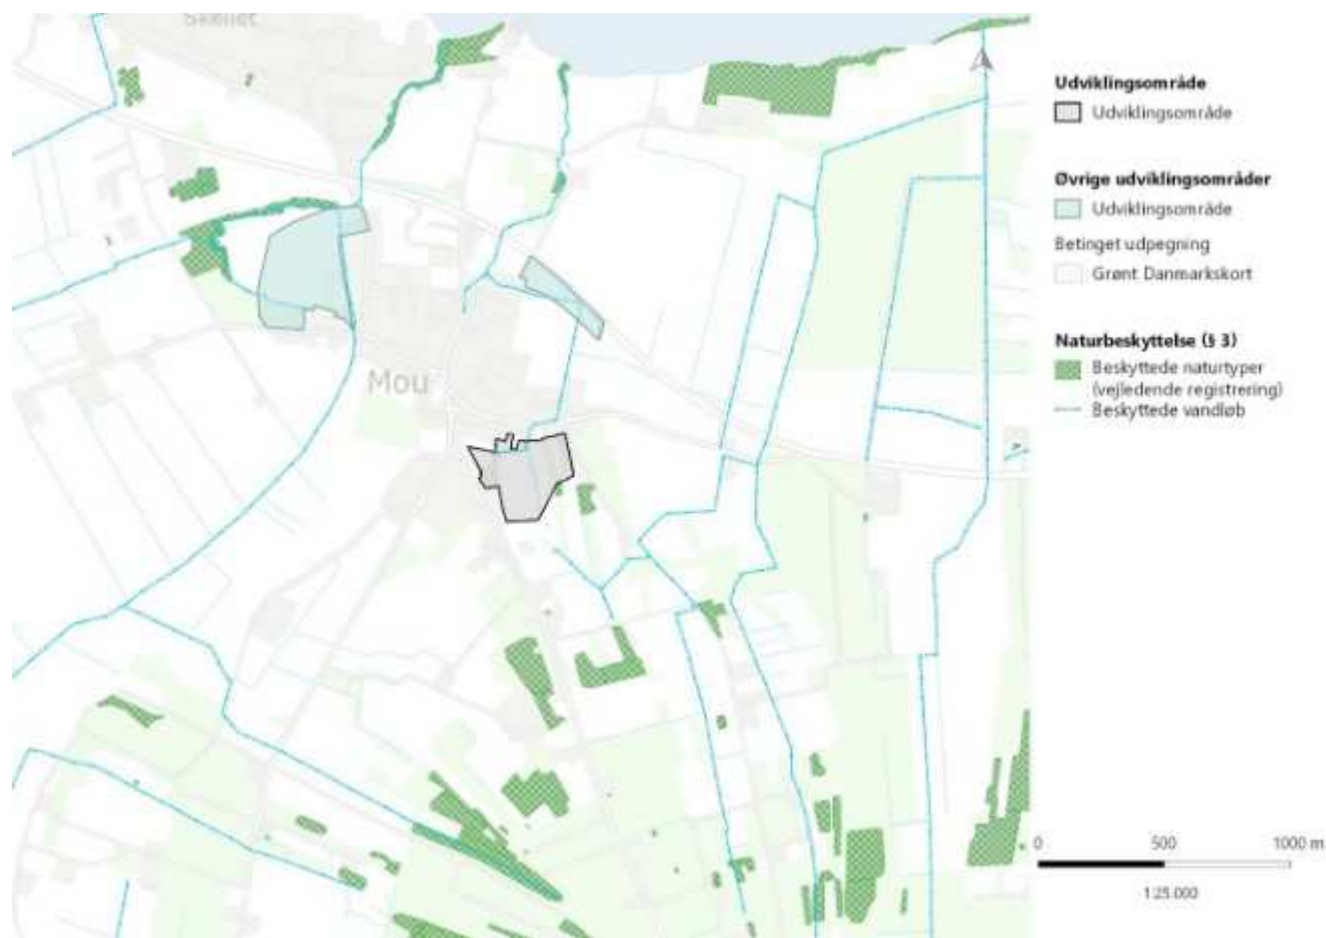 Skellet
Mou
Udviklingsområde
Udviklingsområde
Øvrige udviklingsområder
Udviklingsområde
Betinget udpegning
Grønt Danmarkskort
Naturbeskyttelse (§ 3)
Beskyttede naturtyper
(vejledende registrering)
Beskyttede vandløb
0 500 1000 m
1:25.000